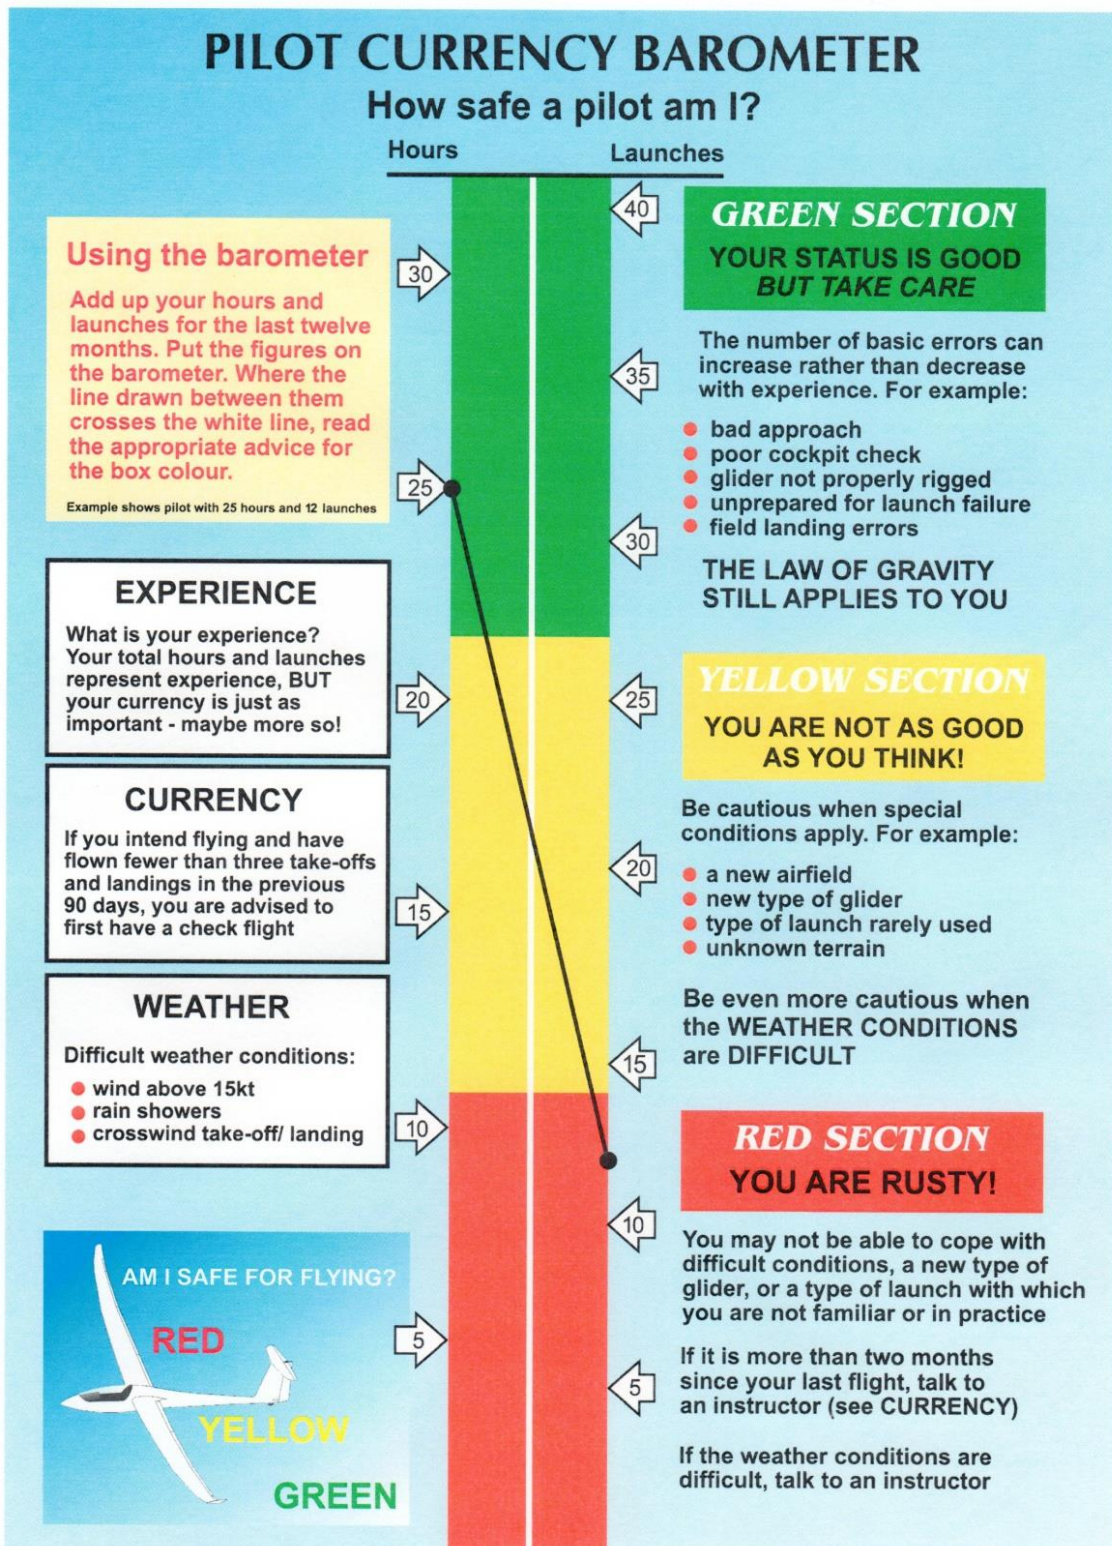 PILOT CURRENCY BAROMETER
How safe a pilot am I?
Hours
Launches
Using the barometer
Add up your hours and
launches for the last twelve
months. Put the figures on
the barometer. Where the
line drawn between them
crosses the white line, read
the appropriate advice for
the box colour.
Example shows pilot with 25 hours and 12 launches
EXPERIENCE
What is your experience?
Your total hours and launches
represent experience, BUT
your currency is just as
important - maybe more so!
CURRENCY
If you intend flying and have
flown fewer than three take-offs
and landings in the previous
90 days, you are advised to
first have a check flight
WEATHER
Difficult weather conditions:
wind above 15kt
rain showers
crosswind take-off/ landing
AM I SAFE FOR FLYING?
RED
YELLOW
GREEN
30
25
20
15
10
5
40
35
30
25
20
15
10
5
GREEN SECTION
YOUR STATUS IS GOOD
BUT TAKE CARE
The number of basic errors can
increase rather than decrease
with experience. For example:
bad approach
poor cockpit check
glider not properly rigged
unprepared for launch failure
field landing errors
THE LAW OF GRAVITY
STILL APPLIES TO YOU
YELLOW SECTION
YOU ARE NOT AS GOOD
AS YOU THINK!
Be cautious when special
conditions apply. For example:
a new airfield
new type of glider
type of launch rarely used
unknown terrain
Be even more cautious when
the WEATHER CONDITIONS
are DIFFICULT
RED SECTION
YOU ARE RUSTY!
You may not be able to cope with
difficult conditions, a new type of
glider, or a type of launch with which
you are not familiar or in practice
If it is more than two months
since your last flight, talk to
an instructor (see CURRENCY)
If the weather conditions are
difficult, talk to an instructor